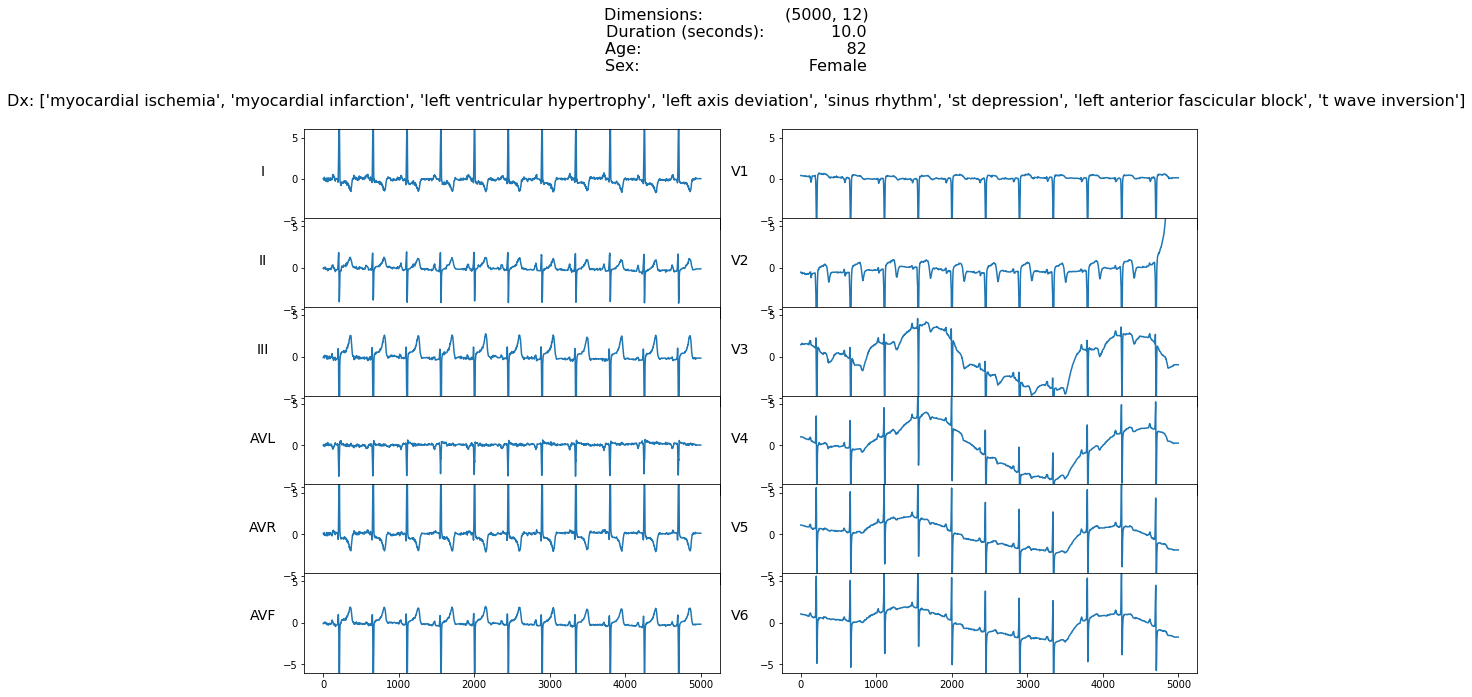 Dimensions: (5000, 12)
Duration (seconds): 10.0
Age: 82
Sex: Female
Dx: ['myocardial ischemia', 'myocardial infarction', 'left ventricular hypertrophy', 'left axis deviation', 'sinus rhythm', 'st depression', 'left anterior fascicular block', 't wave inversion']
I
5
0
−5
II
5
0
−5
III
5
0
−5
AVL
5
0
−5
AVR
5
0
−5
AVF
5
0
−5
0 1000 2000 3000 4000 5000
V1
5
0
−5
V2
5
0
−5
V3
5
0
−5
V4
5
0
−5
V5
5
0
−5
V6
5
0
−5
0 1000 2000 3000 4000 5000